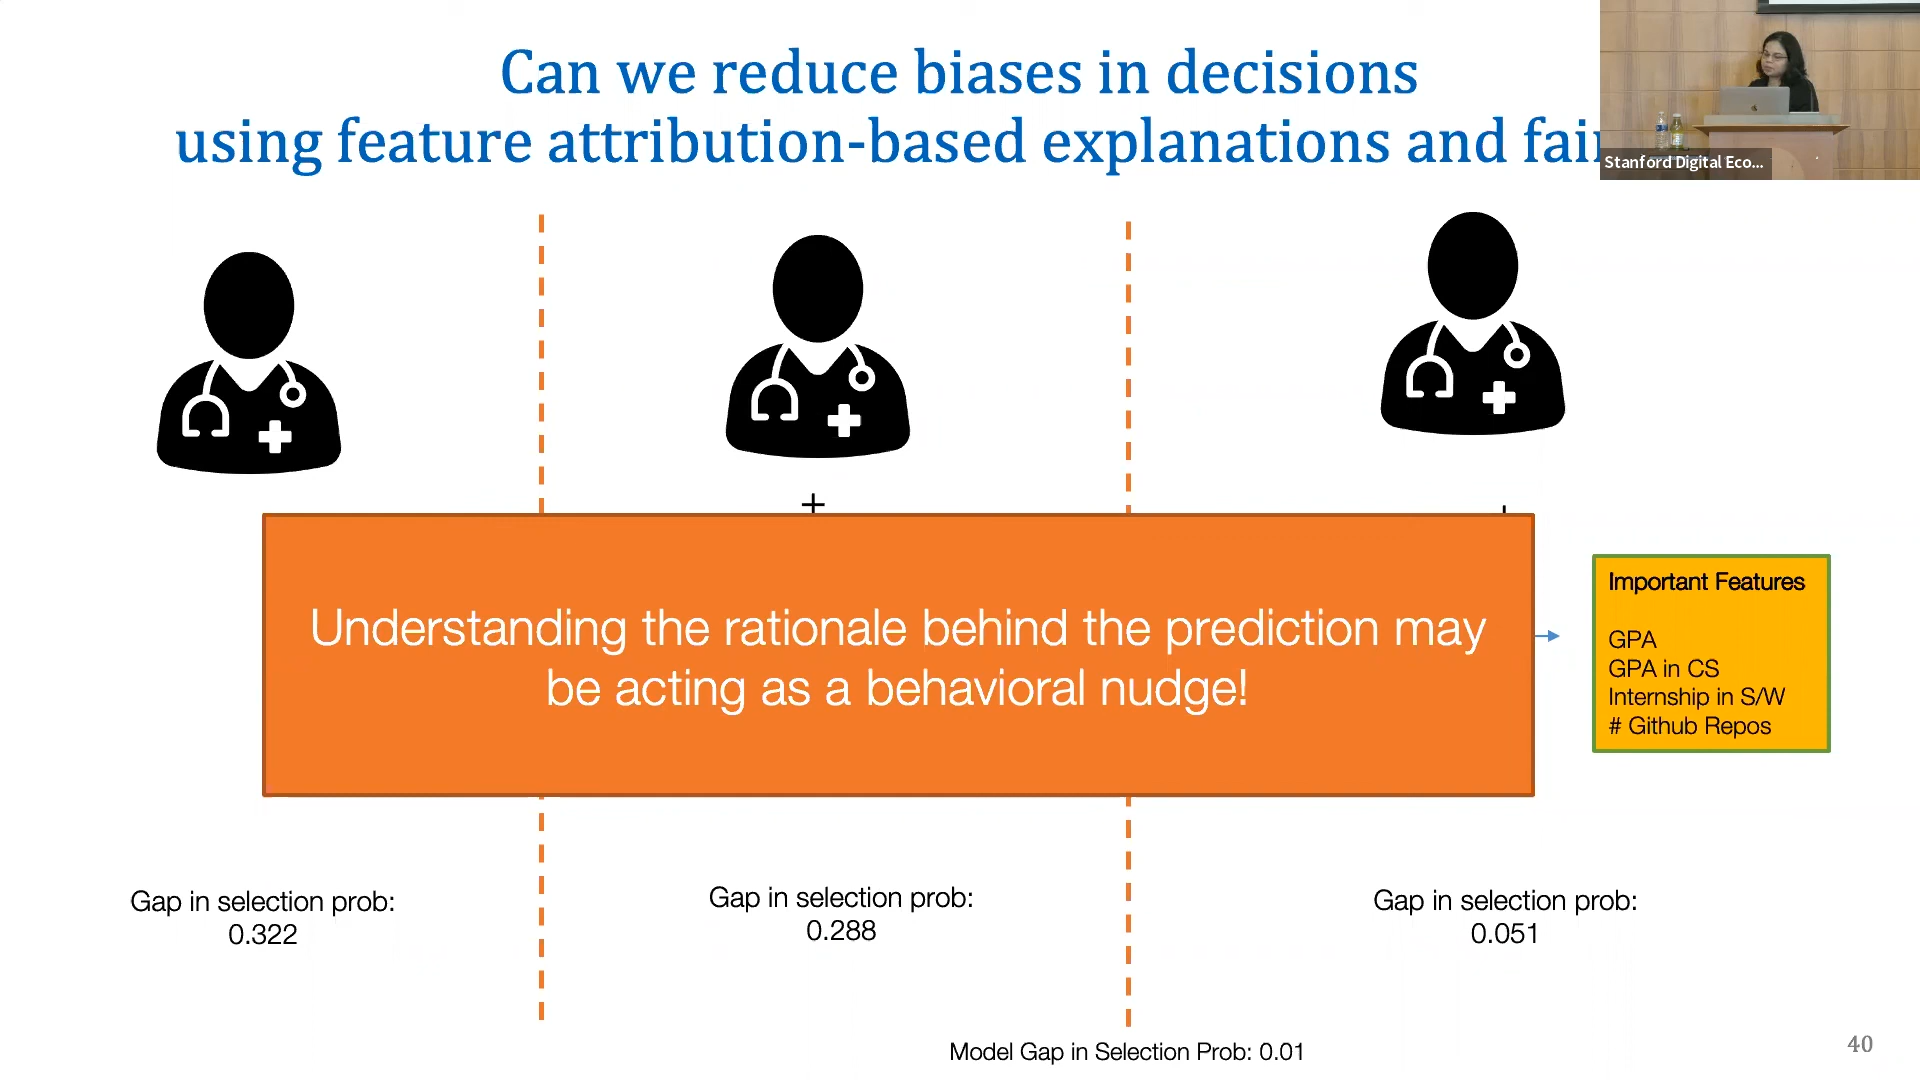 Can we reduce biases in decisions
using feature attribution-based explanations and
Stanford Digital Eco...
+
Understanding the rationale behind the prediction may
be acting as a behavioral nudge!
Important Features
GPA
GPA in CS
Internship in S/W
# Github Repos
Gap in selection prob:
0.322
Gap in selection prob:
0.288
Gap in selection prob:
0.051
Model Gap in Selection Prob: 0.01
40